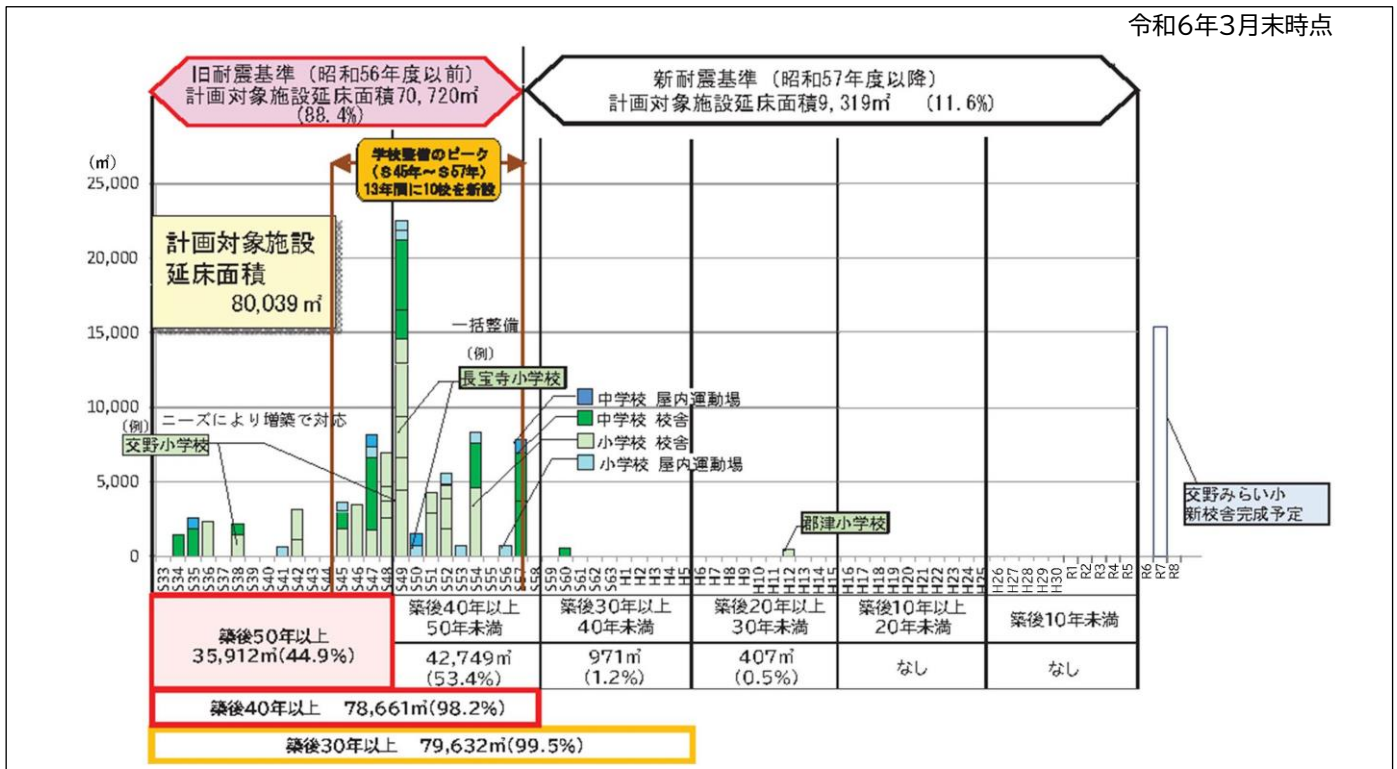 令和6年3月末時点
旧耐震基準（昭和56年度以前）
計画対象施設延床面積70,720㎡
(88.4%)
新耐震基準（昭和57年度以降）
計画対象施設延床面積9,319㎡ （11.6%）
学校整備のピーク
（S45年～S57年）
13年間に10校を新設
(㎡)
25,000
20,000
15,000
10,000
5,000
0
計画対象施設
延床面積
80,039㎡
一括整備
(例)
長宝寺小学校
ニーズにより増築で対応
(例)
交野小学校
中学校 屋内運動場
中学校 校舎
小学校 校舎
小学校 屋内運動場
郡津小学校
交野みらい小
新校舎完成予定
S33 S34 S35 S36 S37 S38 S39 S40 S41 S42 S43 S44 S45 S46 S47 S48 S49 S50 S51 S52 S53 S54 S55 S56 S57 S58 S59 S60 S61 S62 S63 H1 H2 H3 H4 H5 H6 H7 H8 H9 H10 H11 H12 H13 H14 H15 H16 H17 H18 H19 H20 H21 H22 H23 H24 H25 H26 H27 H28 H29 H30 R1 R2 R3 R4 R5 R6 R7 R8
築後50年以上
35,912㎡(44.9%)
築後40年以上
50年未満
42,749㎡
(53.4%)
築後30年以上
40年未満
971㎡
(1.2%)
築後20年以上
30年未満
407㎡
(0.5%)
築後10年以上
20年未満
なし
築後10年未満
なし
築後40年以上 78,661㎡(98.2%)
築後30年以上 79,632㎡(99.5%)